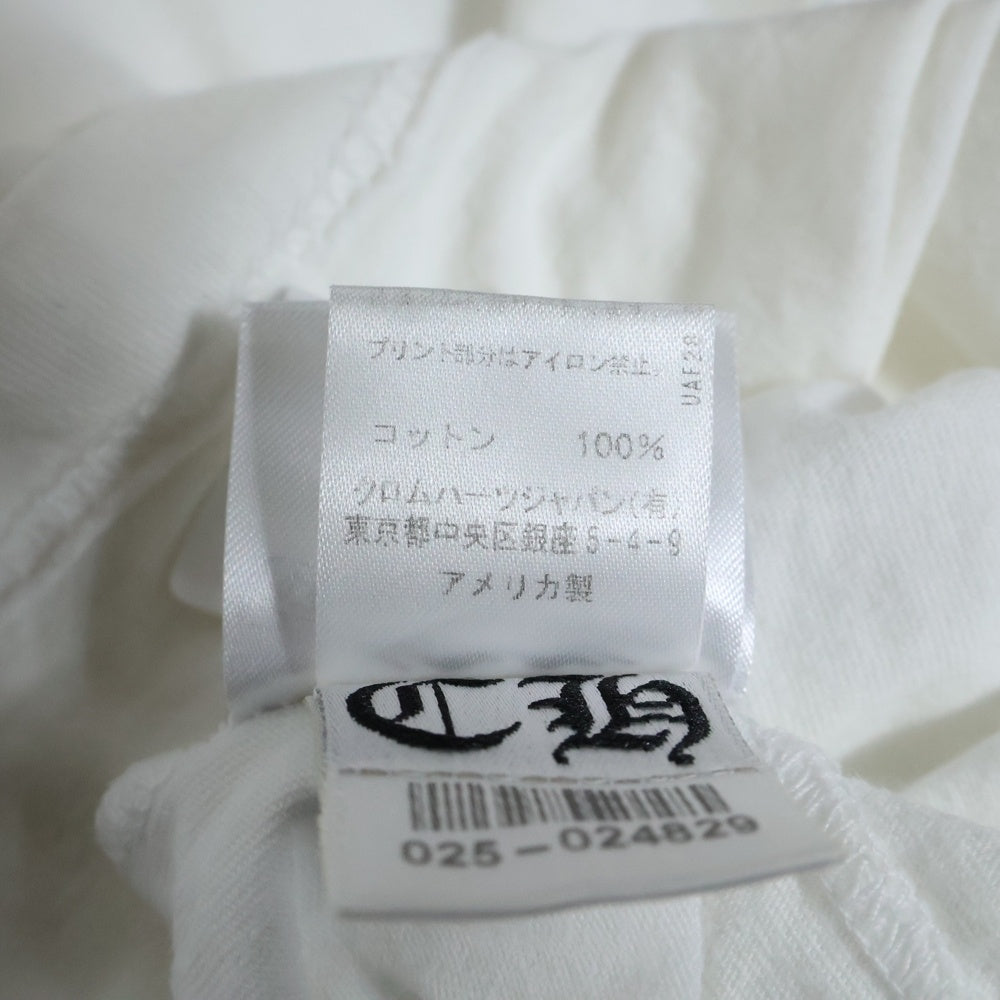 プリント部分はアイロン禁止。
UAF28
コットン 100%
クロムハーツジャパン(有)
東京都中央区銀座6-4-9
アメリカ製
CH
025-024829